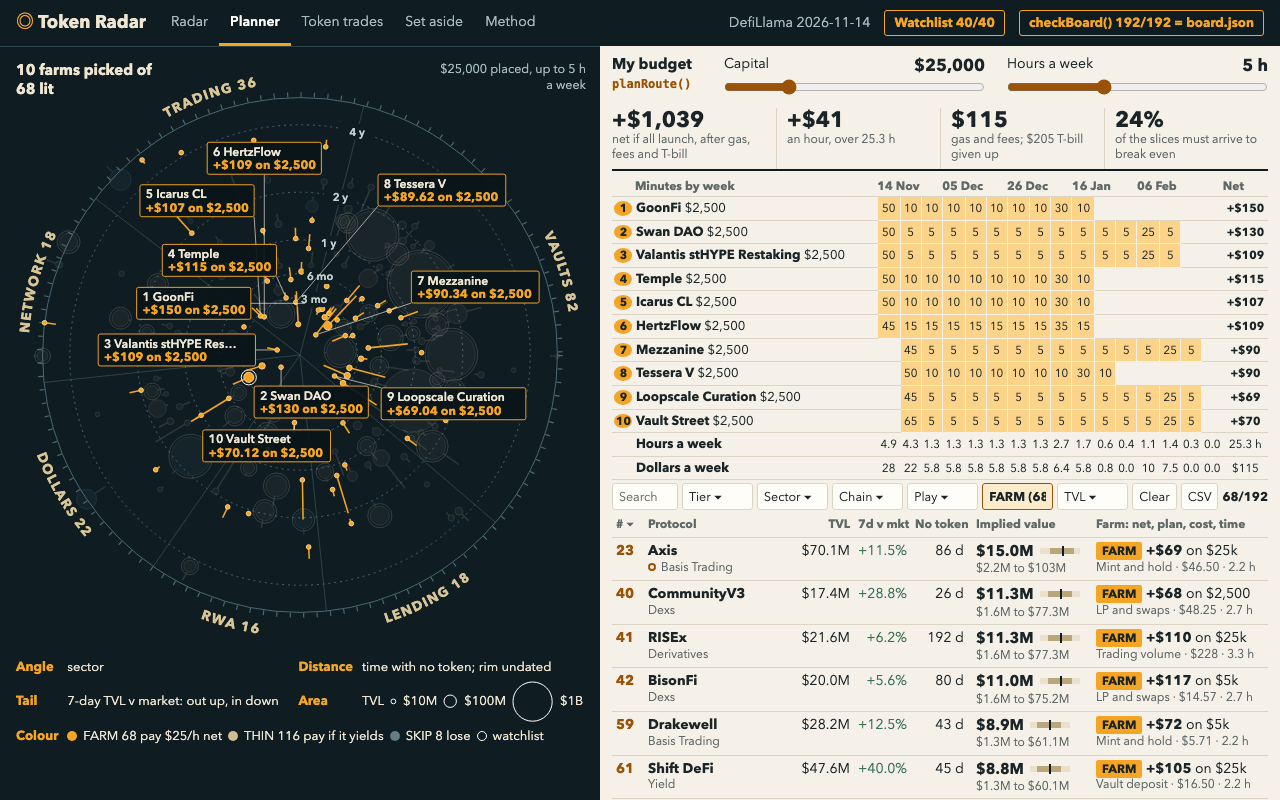 Token Radar
Radar
Planner
Token trades
Set aside
Method
DefiLlama 2026-11-14
Watchlist 40/40
checkBoard() 192/192 = board.json
10 farms picked of
68 lit
$25,000 placed, up to 5 h
a week
TRADING 36
VAULTS 82
LENDING 18
RWA 16
DOLLARS 22
NETWORK 18
4 y
2 y
1 y
6 mo
3 mo
6 HertzFlow
+$109 on $2,500
8 Tessera V
+$89.62 on $2,500
5 Icarus CL
+$107 on $2,500
4 Temple
+$115 on $2,500
7 Mezzanine
+$90.34 on $2,500
1 GoonFi
+$150 on $2,500
3 Valantis stHYPE Res...
+$109 on $2,500
2 Swan DAO
+$130 on $2,500
9 Loopscale Curation
+$69.04 on $2,500
10 Vault Street
+$70.12 on $2,500
Angle sector
Distance time with no token; rim undated
Tail 7-day TVL v market: out up, in down
Area TVL $10M $100M $1B
Colour FARM 68 pay $25/h net THIN 116 pay if it yields SKIP 8 lose watchlist
My budget
planRoute()
Capital $25,000
Hours a week 5 h
+$1,039
net if all launch, after gas,
fees and T-bill
+$41
an hour, over 25.3 h
$115
gas and fees; $205 T-bill
given up
24%
of the slices must arrive to
break even
Minutes by week 14 Nov 05 Dec 26 Dec 16 Jan 06 Feb Net
1 GoonFi $2,500 50 10 10 10 10 10 10 10 30 10 +$150
2 Swan DAO $2,500 50 5 5 5 5 5 5 5 5 5 5 5 25 5 +$130
3 Valantis stHYPE Restaking $2,500 50 5 5 5 5 5 5 5 5 5 5 5 25 5 +$109
4 Temple $2,500 50 10 10 10 10 10 10 10 30 10 +$115
5 Icarus CL $2,500 50 10 10 10 10 10 10 10 30 10 +$107
6 HertzFlow $2,500 45 15 15 15 15 15 15 15 35 15 +$109
7 Mezzanine $2,500 45 5 5 5 5 5 5 5 5 5 5 5 25 5 +$90
8 Tessera V $2,500 50 10 10 10 10 10 10 10 30 10 +$90
9 Loopscale Curation $2,500 45 5 5 5 5 5 5 5 5 5 5 5 25 5 +$69
10 Vault Street $2,500 65 5 5 5 5 5 5 5 5 5 5 5 25 5 +$70
Hours a week 4.9 4.3 1.3 1.3 1.3 1.3 1.3 1.3 2.7 1.7 0.6 0.4 1.1 1.4 0.3 0.0 25.3 h
Dollars a week 28 22 5.8 5.8 5.8 5.8 5.8 5.8 6.4 5.8 0.8 0.0 10 7.5 0.0 0.0 $115
Search Tier Sector Chain Play FARM (68 TVL Clear CSV 68/192
# Protocol TVL 7d v mkt No token Implied value Farm: net, plan, cost, time
23 Axis $70.1M +11.5% 86 d $15.0M FARM +$69 on $25k
Basis Trading $2.2M to $103M Mint and hold · $46.50 · 2.2 h
40 CommunityV3 $17.4M +28.8% 26 d $11.3M FARM +$68 on $2,500
Dexs $1.6M to $77.3M LP and swaps · $48.25 · 2.7 h
41 RISEx $21.6M +6.2% 192 d $11.3M FARM +$110 on $25k
Derivatives $1.6M to $77.3M Trading volume · $228 · 3.3 h
42 BisonFi $20.0M +5.6% 80 d $11.0M FARM +$117 on $5k
Dexs $1.6M to $75.2M LP and swaps · $14.57 · 2.7 h
59 Drakewell $28.2M +12.5% 43 d $8.9M FARM +$72 on $5k
Basis Trading $1.3M to $61.1M Mint and hold · $5.71 · 2.2 h
61 Shift DeFi $47.6M +40.0% 45 d $8.8M FARM +$105 on $25k
Yield $1.3M to $60.1M Vault deposit · $16.50 · 2.2 h